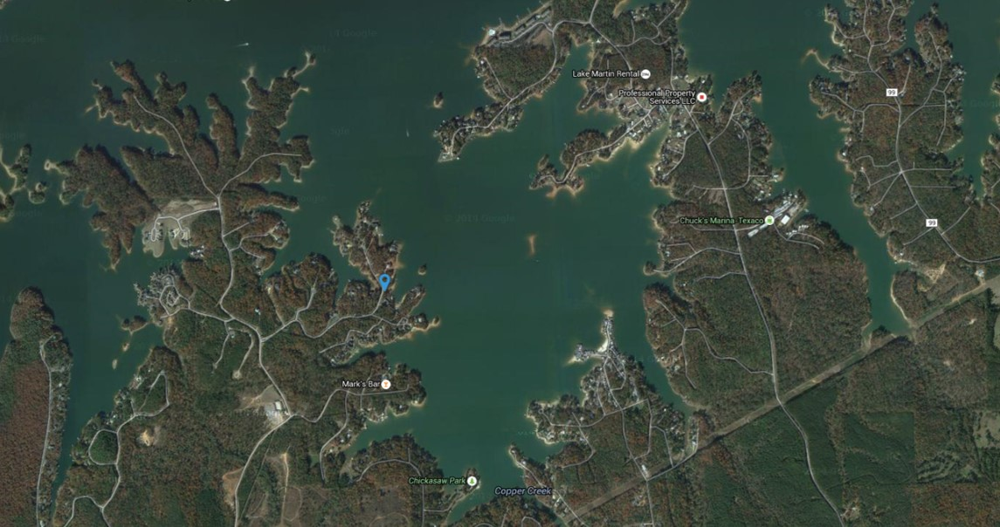 Lake Martin Rental
Professional Property
Services LLC
99
Chuck's Marina-Texaco
99
Mark's Bar
Chickasaw Park
Copper Creek